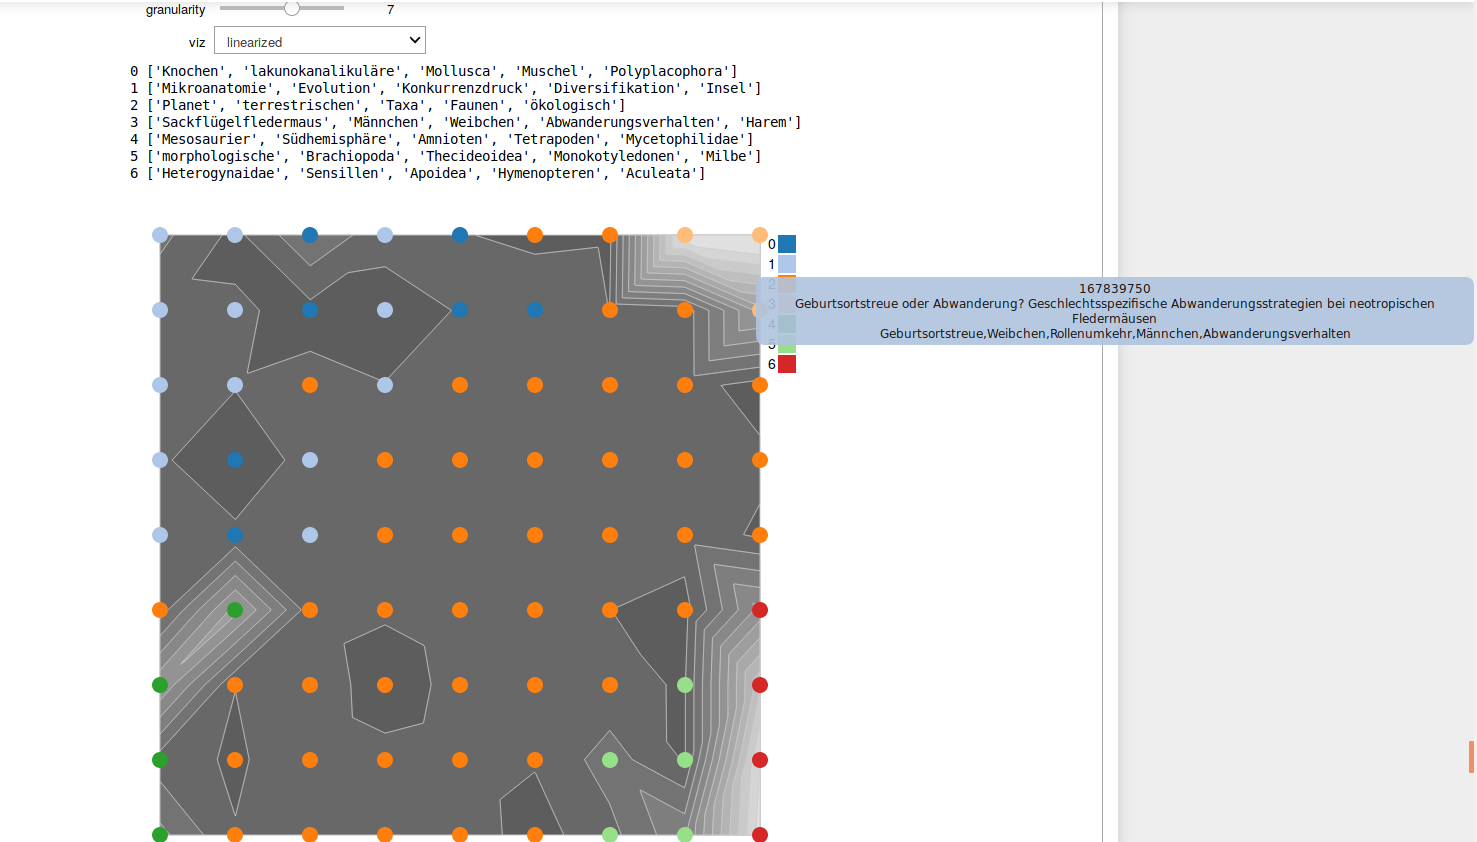 granularity 7
viz linearized
0 ['Knochen', 'lakunokanalikuläre', 'Mollusca', 'Muschel', 'Polyplacophora']
1 ['Mikroanatomie', 'Evolution', 'Konkurrenzdruck', 'Diversifikation', 'Insel']
2 ['Planet', 'terrestrischen', 'Taxa', 'Faunen', 'ökologisch']
3 ['Sackflügelfledermaus', 'Männchen', 'Weibchen', 'Abwanderungsverhalten', 'Harem']
4 ['Mesosaurier', 'Südhemisphäre', 'Amnioten', 'Tetrapoden', 'Mycetophilidae']
5 ['morphologische', 'Brachiopoda', 'Thecideoidea', 'Monokotyledonen', 'Milbe']
6 ['Heterogynaidae', 'Sensillen', 'Apoidea', 'Hymenopteren', 'Aculeata']
0
1
2
3
4
5
6
167839750
Geburtsortstreue oder Abwanderung? Geschlechtsspezifische Abwanderungsstrategien bei neotropischen
Fledermäusen
Geburtsortstreue,Weibchen,Rollenumkehr,Männchen,Abwanderungsverhalten